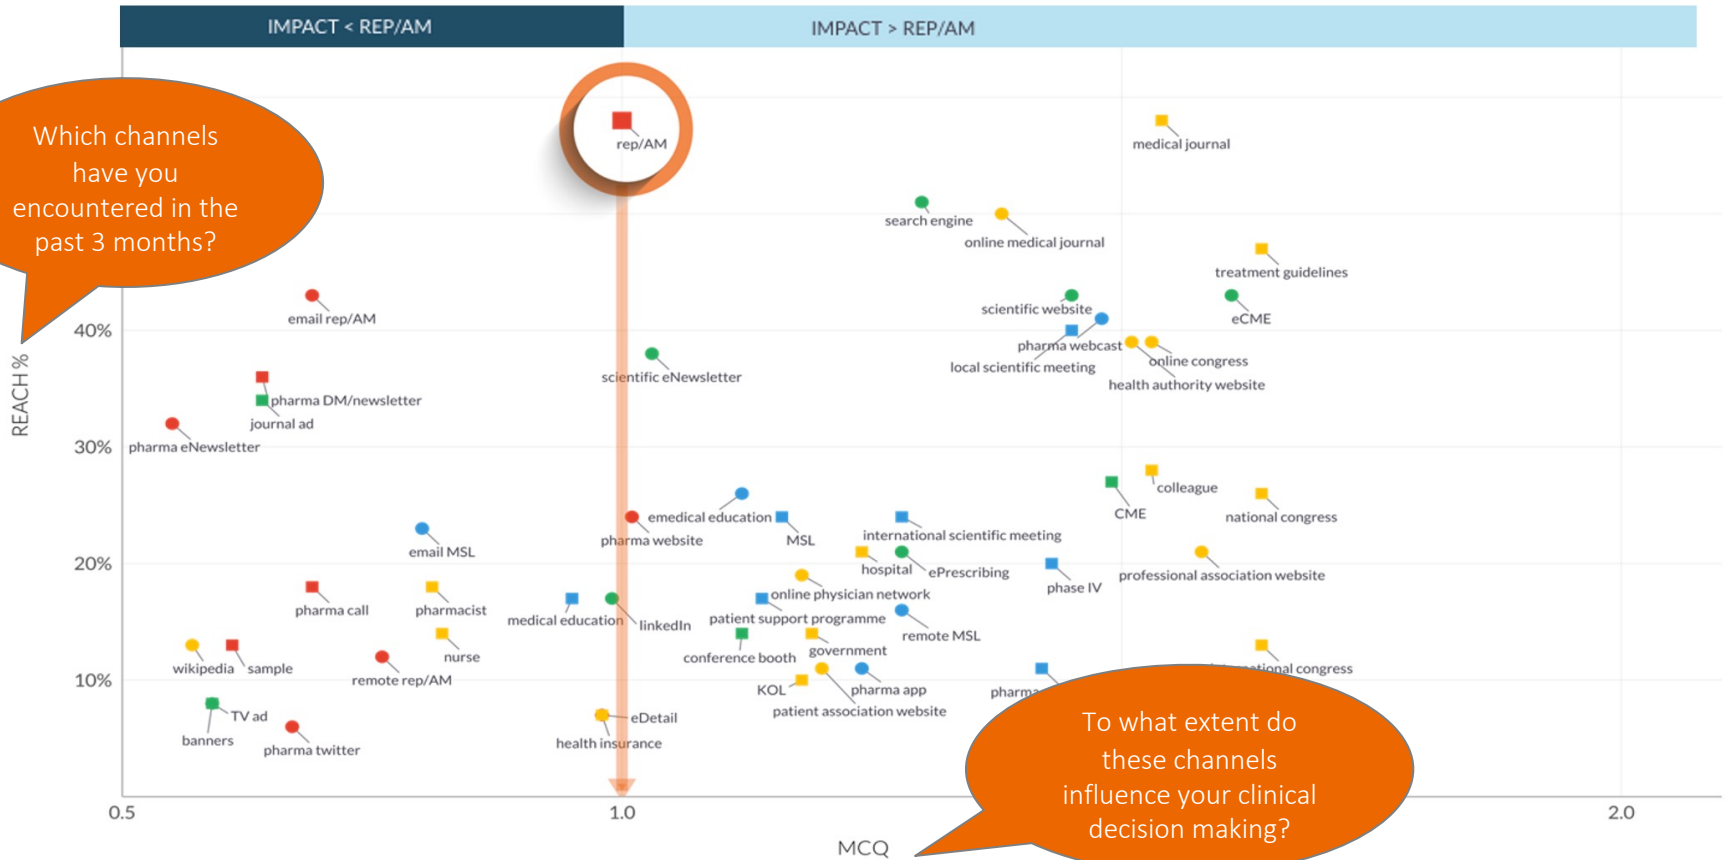 IMPACT < REP/AM
IMPACT > REP/AM
Which channels
have you
encountered in the
past 3 months?
rep/AM
medical journal
search engine
online medical journal
treatment guidelines
email rep/AM
scientific website
eCME
40%
pharma webcast
online congress
local scientific meeting
health authority website
scientific eNewsletter
REACH %
pharma DM/newsletter
journal ad
pharma eNewsletter
30%
colleague
CME
national congress
emedical education
MSL
international scientific meeting
pharma website
email MSL
20%
hospital
ePrescribing
phase IV
professional association website
online physician network
pharma call
pharmacist
medical education
linkedIn
patient support programme
remote MSL
nurse
conference booth
government
wikipedia
sample
remote rep/AM
10%
KOL
pharma app
pharma
patient association website
congress
TV ad
banners
pharma twitter
eDetail
health insurance
To what extent do
these channels
influence your clinical
decision making?
0.5
1.0
2.0
MCQ